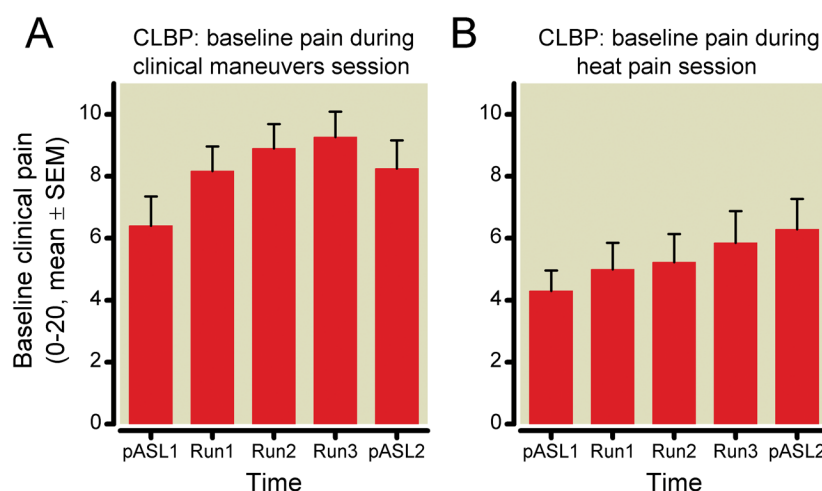 A
CLBP: baseline pain during
clinical maneuvers session
Baseline clinical pain
(0-20, mean ± SEM)
10
8
6
4
2
0
pASL1 Run1 Run2 Run3 pASL2
Time
B
CLBP: baseline pain during
heat pain session
10
8
6
4
2
0
pASL1 Run1 Run2 Run3 pASL2
Time